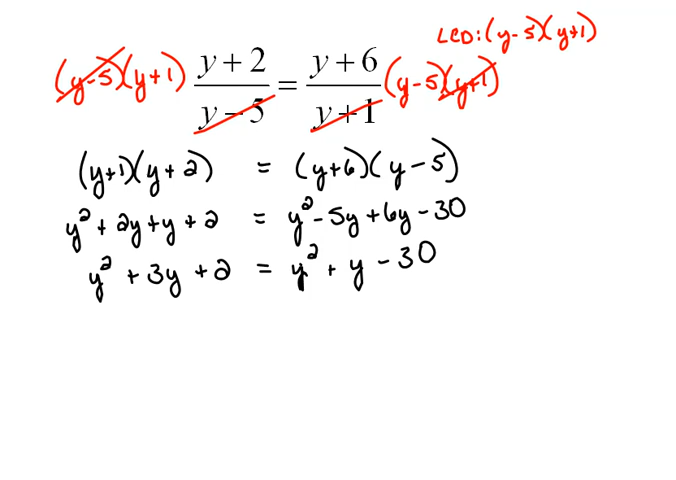 LCD: (y-5)(y+1)
(y-5)(y+1) y + 2 / y - 5 = y + 6 / y + 1 (y-5)(y+1)
(y+1)(y+2) = (y+6)(y-5)
y² + 2y + y + 2 = y² - 5y + 6y - 30
y² + 3y + 2 = y² + y - 30